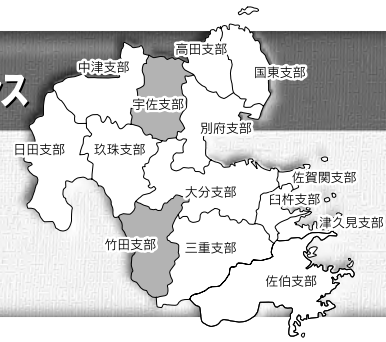 高田支部
中津支部
国東支部
ンス
宇佐支部
別府支部
日田支部
玖珠支部
佐賀関支部
大分支部
臼杵支部
津久見支部
竹田支部
三重支部
佐伯支部